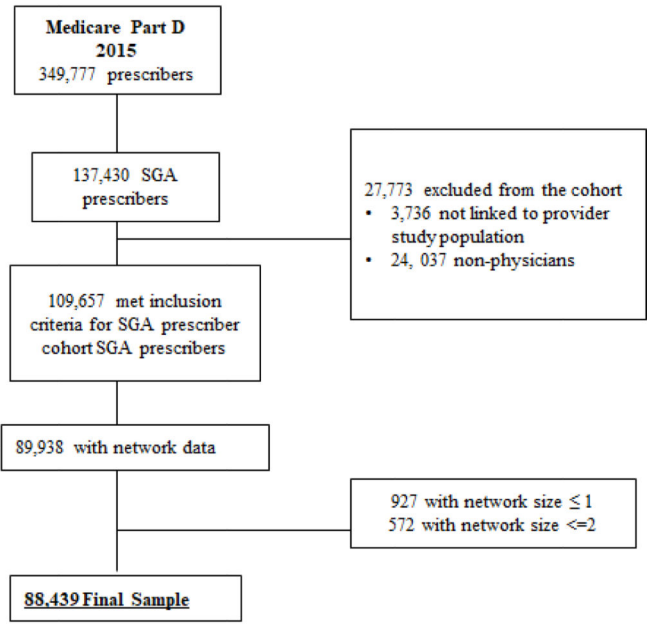 Medicare Part D
2015
349,777 prescribers
137,430 SGA
prescribers
27,773 excluded from the cohort
• 3,736 not linked to provider
study population
• 24, 037 non-physicians
109,657 met inclusion
criteria for SGA prescriber
cohort SGA prescribers
89,938 with network data
927 with network size ≤ 1
572 with network size <=2
88,439 Final Sample